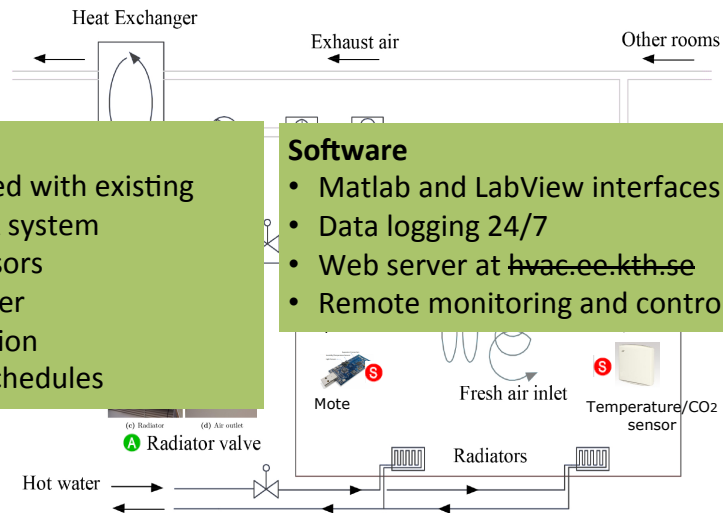 Heat Exchanger
Exhaust air
Other rooms
ed with existing
system
sors
er
ion
chedules
Software
• Matlab and LabView interfaces
• Data logging 24/7
• Web server at hvac.ee.kth.se
• Remote monitoring and contro
S
Mote
Fresh air inlet
S
Temperature/CO2
sensor
(c) Radiator
(d) Air outlet
A Radiator valve
Radiators
Hot water